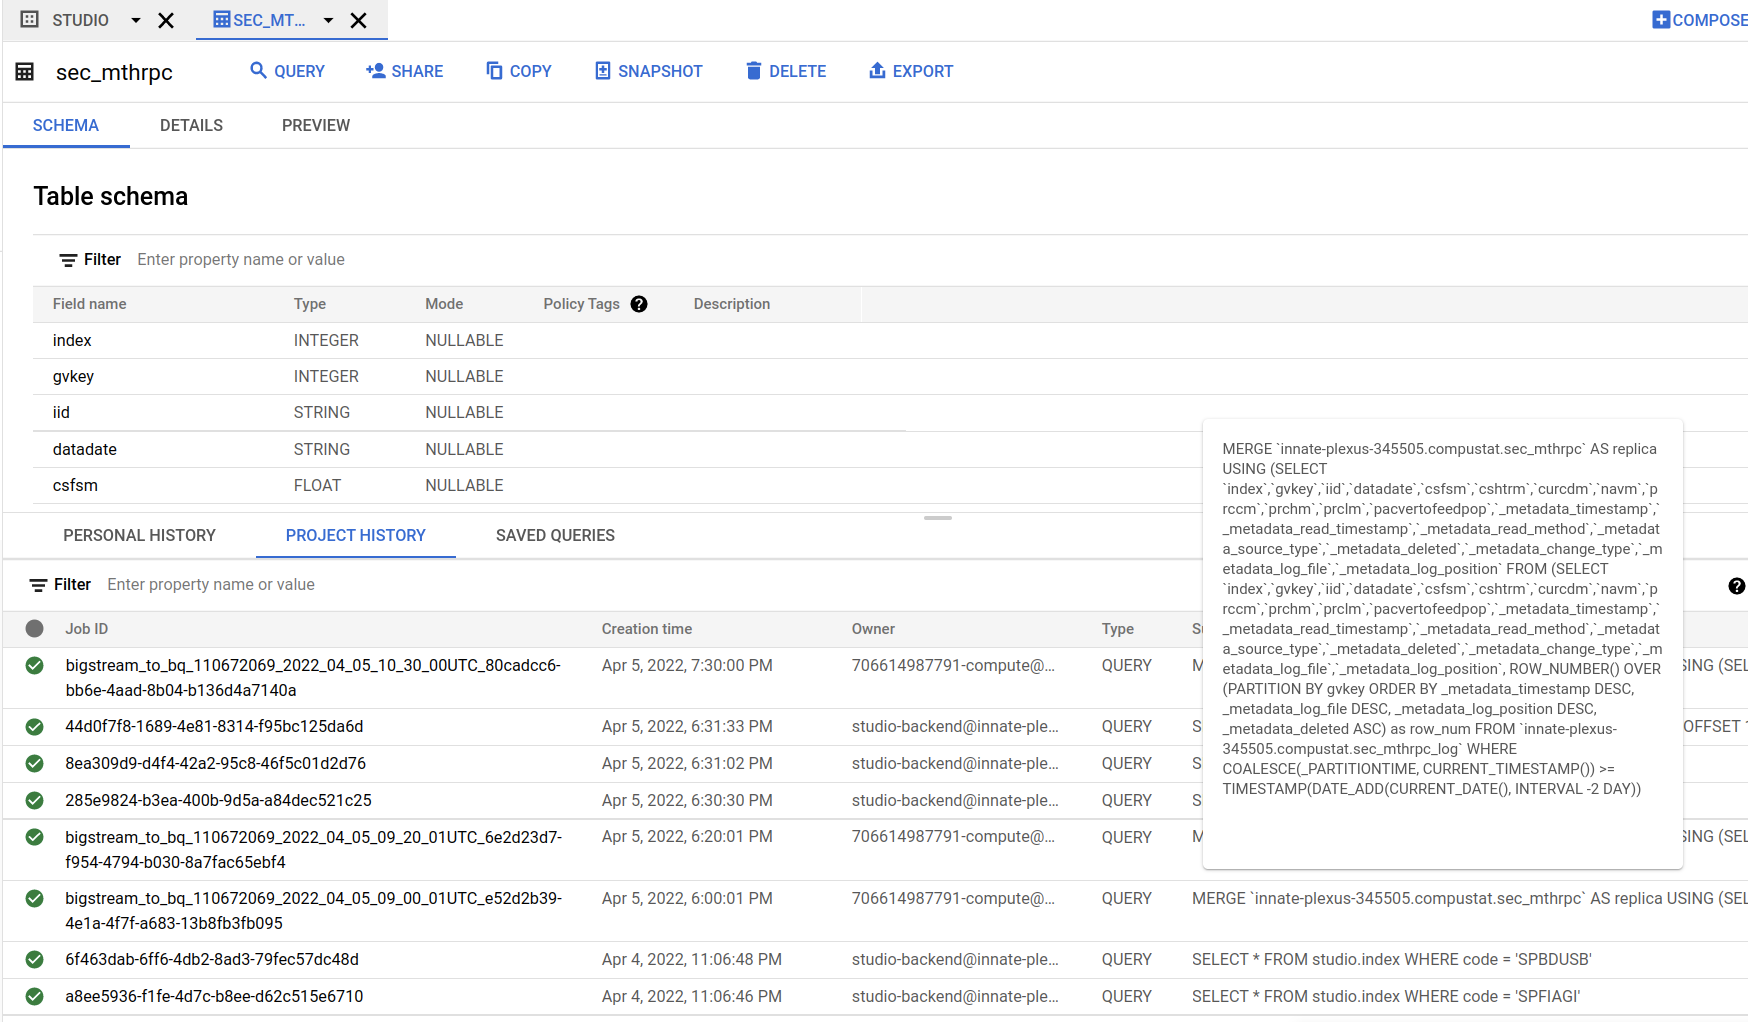 STUDIO SEC_MT... COMPOSE
sec_mthrpc QUERY SHARE COPY SNAPSHOT DELETE EXPORT
SCHEMA DETAILS PREVIEW
Table schema
Filter Enter property name or value
Field name Type Mode Policy Tags ? Description
index INTEGER NULLABLE
gvkey INTEGER NULLABLE
iid STRING NULLABLE
datadate STRING NULLABLE
csfsm FLOAT NULLABLE
MERGE `innate-plexus-345505.compustat.sec_mthrpc` AS replica
USING (SELECT
`index`,`gvkey`,`iid`,`datadate`,`csfsm`,`cshtrm`,`curcdm`,`navm`,`p
rccm`,`prchm`,`prclm`,`pacvertofeedpop`,`_metadata_timestamp`,`
_metadata_read_timestamp`,`_metadata_read_method`,`_metadat
a_source_type`,`_metadata_deleted`,`_metadata_change_type`,`_m
etadata_log_file`,`_metadata_log_position` FROM (SELECT
`index`,`gvkey`,`iid`,`datadate`,`csfsm`,`cshtrm`,`curcdm`,`navm`,`p
rccm`,`prchm`,`prclm`,`pacvertofeedpop`,`_metadata_timestamp`,`
_metadata_read_timestamp`,`_metadata_read_method`,`_metadat
a_source_type`,`_metadata_deleted`,`_metadata_change_type`,`_m
etadata_log_file`,`_metadata_log_position`, ROW_NUMBER() OVER
(PARTITION BY gvkey ORDER BY _metadata_timestamp DESC,
_metadata_log_file DESC, _metadata_log_position DESC,
_metadata_deleted ASC) as row_num FROM `innate-plexus-
345505.compustat.sec_mthrpc_log` WHERE
COALESCE(_PARTITIONTIME, CURRENT_TIMESTAMP()) >=
TIMESTAMP(DATE_ADD(CURRENT_DATE(), INTERVAL -2 DAY))
PERSONAL HISTORY PROJECT HISTORY SAVED QUERIES
Filter Enter property name or value ?
Job ID Creation time Owner Type
bigstream_to_bq_110672069_2022_04_05_10_30_00UTC_80cadcc6- Apr 5, 2022, 7:30:00 PM 706614987791-compute@... QUERY M SING (SEL
bb6e-4aad-8b04-b136d4a7140a
44d0f7f8-1689-4e81-8314-f95bc125da6d Apr 5, 2022, 6:31:33 PM studio-backend@innate-ple... QUERY S OFFSET
8ea309d9-d4f4-42a2-95c8-46f5c01d2d76 Apr 5, 2022, 6:31:02 PM studio-backend@innate-ple... QUERY S
285e9824-b3ea-400b-9d5a-a84dec521c25 Apr 5, 2022, 6:30:30 PM studio-backend@innate-ple... QUERY S
bigstream_to_bq_110672069_2022_04_05_09_20_01UTC_6e2d23d7- Apr 5, 2022, 6:20:01 PM 706614987791-compute@... QUERY M SING (SEL
f954-4794-b030-8a7fac65ebf4
bigstream_to_bq_110672069_2022_04_05_09_00_01UTC_e52d2b39- Apr 5, 2022, 6:00:01 PM 706614987791-compute@... QUERY MERGE `innate-plexus-345505.compustat.sec_mthrpc` AS replica USING (SEL
4e1a-4f7f-a683-13b8fb3fb095
6f463dab-6ff6-4db2-8ad3-79fec57dc48d Apr 4, 2022, 11:06:48 PM studio-backend@innate-ple... QUERY SELECT * FROM studio.index WHERE code = 'SPBDUSB'
a8ee5936-f1fe-4d7c-b8ee-d62c515e6710 Apr 4, 2022, 11:06:46 PM studio-backend@innate-ple... QUERY SELECT * FROM studio.index WHERE code = 'SPFIAGI'